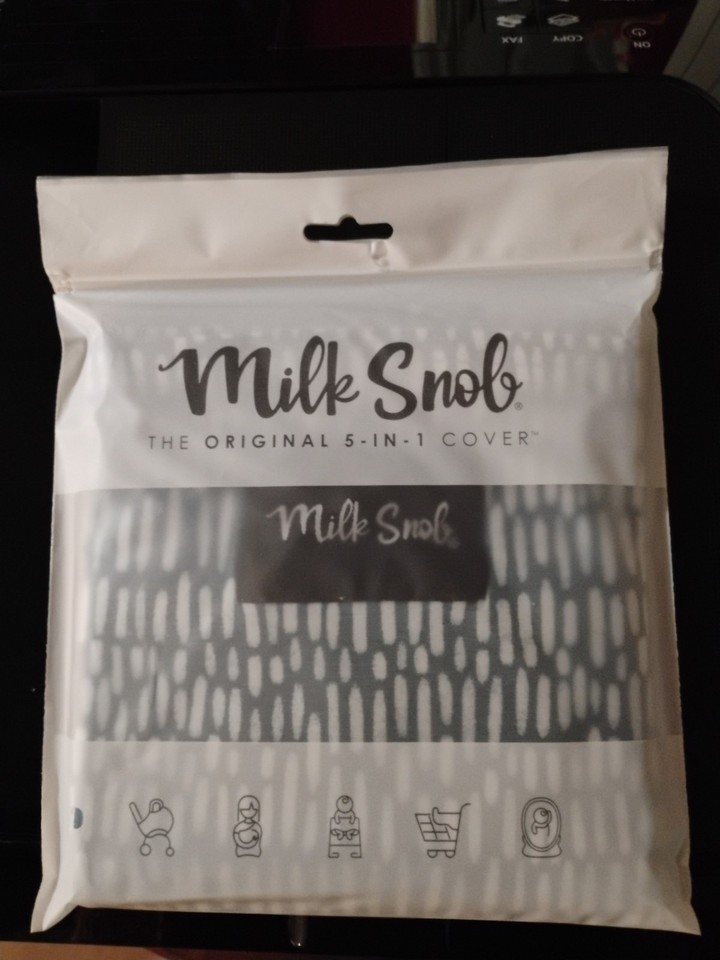 ON
COPY
FAX
Milk Snob®
THE ORIGINAL 5-IN-1 COVER™
Milk Snob®